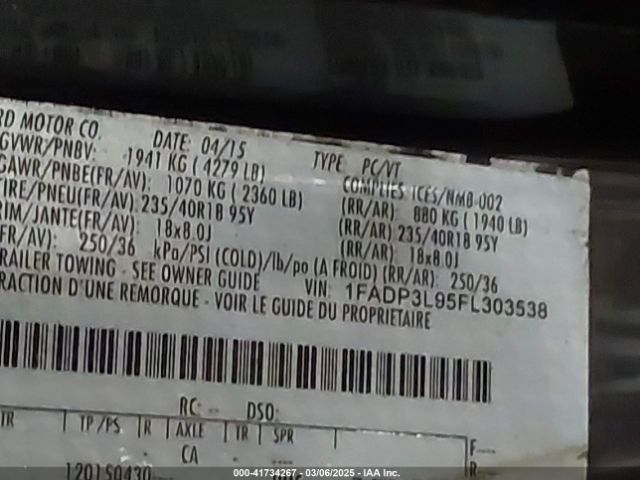 RD MOTOR CO. DATE: 04/15 TYPE PC/VT
GVWR/PNBV: 1941 KG ( 4279 LB) COMPLIES ICES/NMB-002
GAWR/PNBE(FR/AV): 1070 KG ( 2360 LB) (RR/AR): 880 KG ( 1940 LB)
TIRE/PNEU(FR/AV): 235/40R18 95Y (RR/AR): 235/40R18 95Y
RIM/JANTE(FR/AV): 18x8.0J (RR/AR): 18x8.0J
(FR/AV): 250/36 kPa/PSI (COLD)/lb/po (A FROID) (RR/AR): 250/36
RAILER TOWING - SEE OWNER GUIDE VIN: 1FADP3L95FL303538
RACTION D'UNE REMORQUE - VOIR LE GUIDE DU PROPRIETAIRE
RC: -- DSO:
TR TP/PS R AXLE TR SPR
CA F----
120150430 R
000-41734267 - 03/06/2025 - IAA Inc.